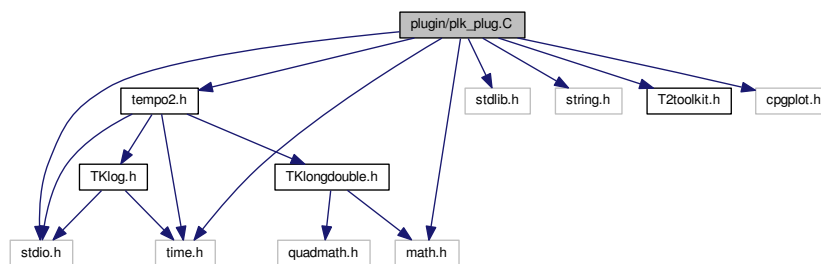 plugin/plk_plug.C
tempo2.h
stdlib.h
string.h
T2toolkit.h
cpgplot.h
TKlog.h
TKlongdouble.h
stdio.h
time.h
quadmath.h
math.h